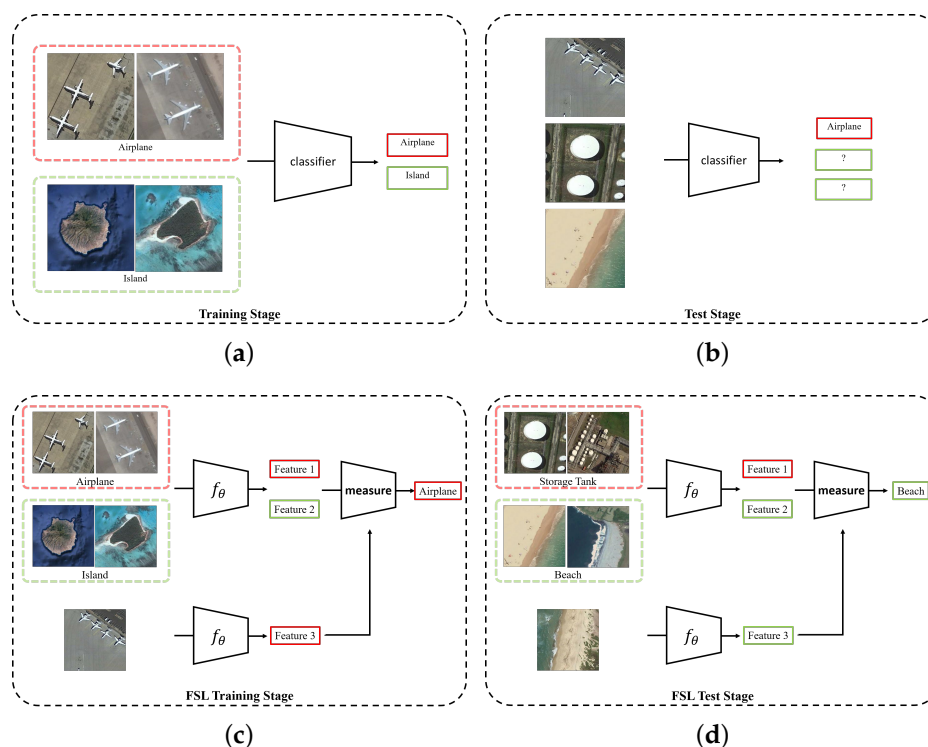 Airplane
classifier
Airplane
Island
Island
Training Stage
(a)
classifier
Airplane
?
?
Test Stage
(b)
Airplane
Island
fθ
Feature 1
Feature 2
measure
Airplane
fθ
Feature 3
FSL Training Stage
(c)
Storage Tank
Beach
fθ
Feature 1
Feature 2
measure
Beach
fθ
Feature 3
FSL Test Stage
(d)